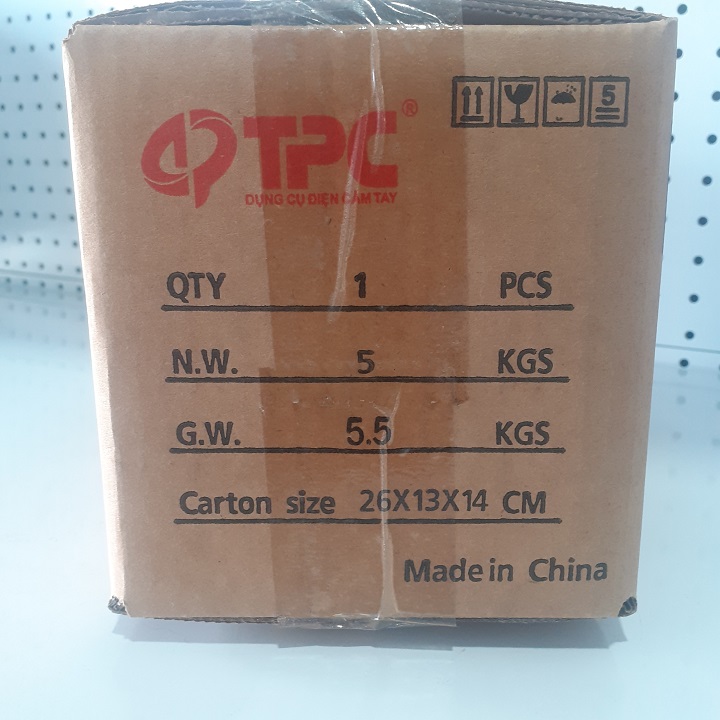 TPC®
DỤNG CỤ ĐIỆN CẦM TAY
5
QTY 1 PCS
N.W. 5 KGS
G.W. 5.5 KGS
Carton size 26X13X14 CM
Made in China